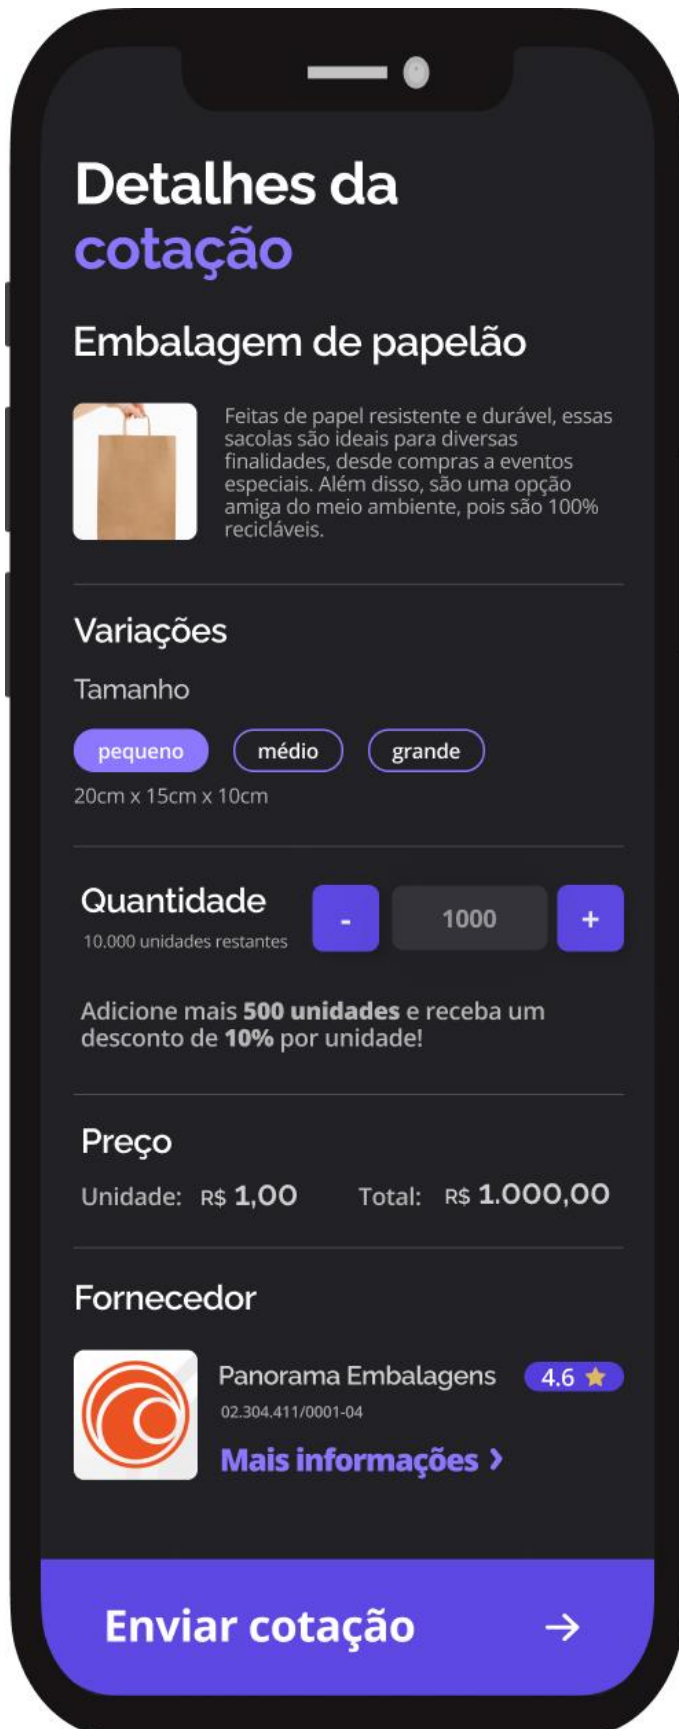 Detalhes da
cotação
Embalagem de papelão
Feitas de papel resistente e durável, essas
sacolas são ideais para diversas
finalidades, desde compras a eventos
especiais. Além disso, são uma opção
amiga do meio ambiente, pois são 100%
recicláveis.
Variações
Tamanho
pequeno médio grande
20cm x 15cm x 10cm
Quantidade
10.000 unidades restantes
- 1000 +
Adicione mais 500 unidades e receba um
desconto de 10% por unidade!
Preço
Unidade: R$ 1,00 Total: R$ 1.000,00
Fornecedor
Panorama Embalagens 4.6
02.304.411/0001-04
Mais informações ›
Enviar cotação →